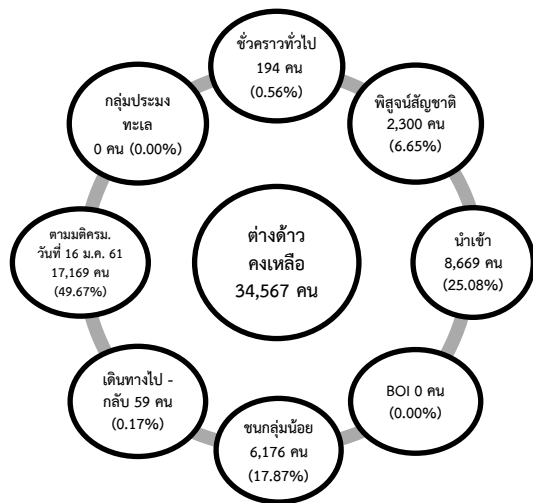 ชั่วคราวทั่วไป
194 คน
(0.56%)
พิสูจน์สัญชาติ
2,300 คน
(6.65%)
นำเข้า
8,669 คน
(25.08%)
BOI 0 คน
(0.00%)
ชนกลุ่มน้อย
6,176 คน
(17.87%)
เดินทางไป -
กลับ 59 คน
(0.17%)
ตามมติครม.
วันที่ 16 ม.ค. 61
17,169 คน
(49.67%)
กลุ่มประมง
ทะเล
0 คน (0.00%)
ต่างด้าว
คงเหลือ
34,567 คน